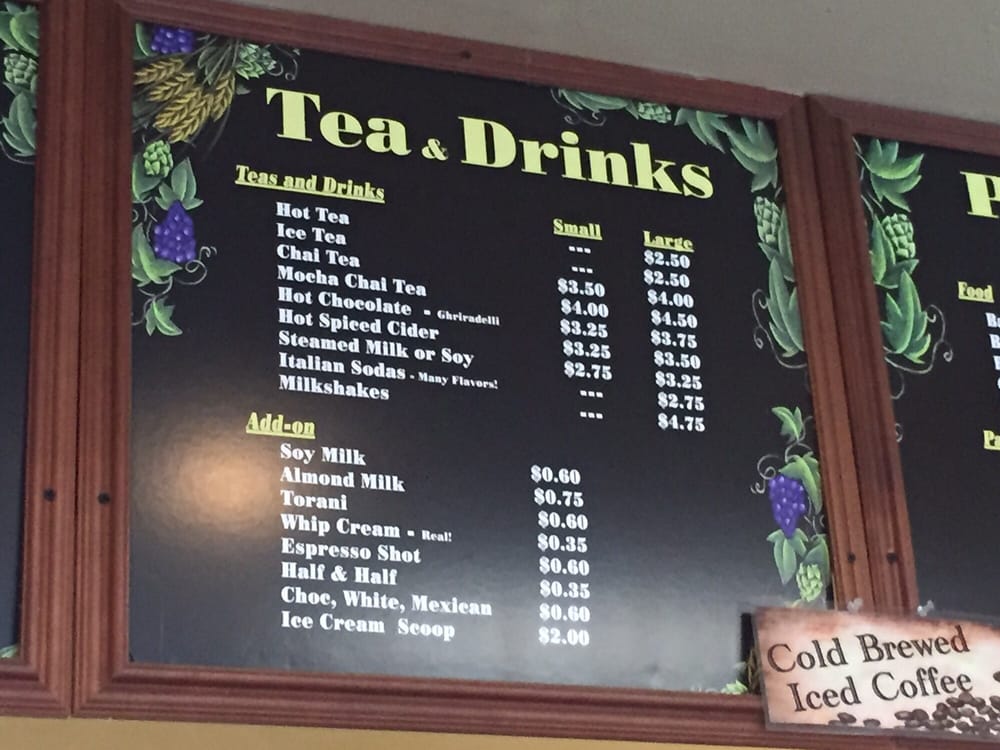 Tea & Drinks
Teas and Drinks
Small Large
Hot Tea --- $2.50
Ice Tea --- $2.50
Chai Tea $3.50 $4.00
Mocha Chai Tea $4.00 $4.50
Hot Chocolate - Ghriradelli $3.25 $3.75
Hot Spiced Cider $3.25 $3.50
Steamed Milk or Soy $2.75 $3.25
Italian Sodas - Many Flavors! --- $2.75
Milkshakes --- $4.75
Add-on
Soy Milk $0.60
Almond Milk $0.75
Torani $0.60
Whip Cream - Real! $0.35
Espresso Shot $0.60
Half & Half $0.35
Choc, White, Mexican $0.60
Ice Cream Scoop $2.00
Food
Cold Brewed
Iced Coffee